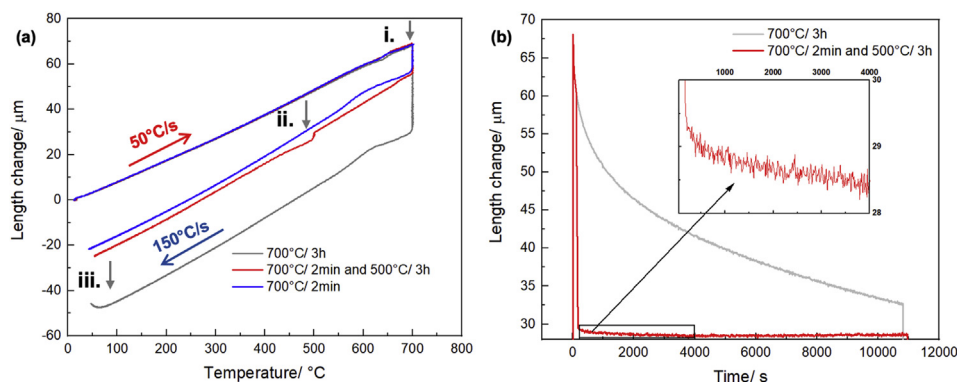 (a)
80
60
40
20
0
-20
-40
-60
Length change/ μm
i.
ii.
iii.
50°C/s
150°C/s
700°C/ 3h
700°C/ 2min and 500°C/ 3h
700°C/ 2min
0 100 200 300 400 500 600 700 800
Temperature/ °C
(b)
70
65
60
55
50
45
40
35
30
Length change/ μm
700°C/ 3h
700°C/ 2min and 500°C/ 3h
1000 2000 3000 4000
30
29
28
0 2000 4000 6000 8000 10000 12000
Time/ s